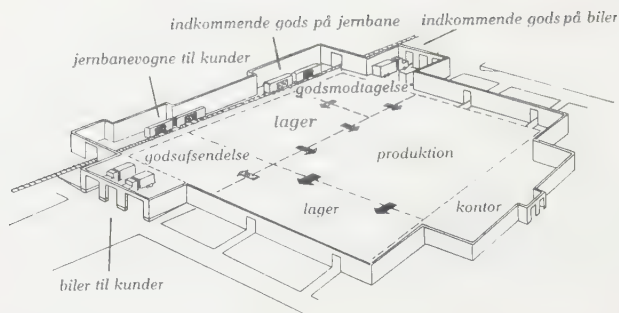 indkommende gods på jernbane
indkommende gods på biler
jernbanevogne til kunder
godsmodtagelse
lager
godsafsendelse
produktion
lager
kontor
biler til kunder